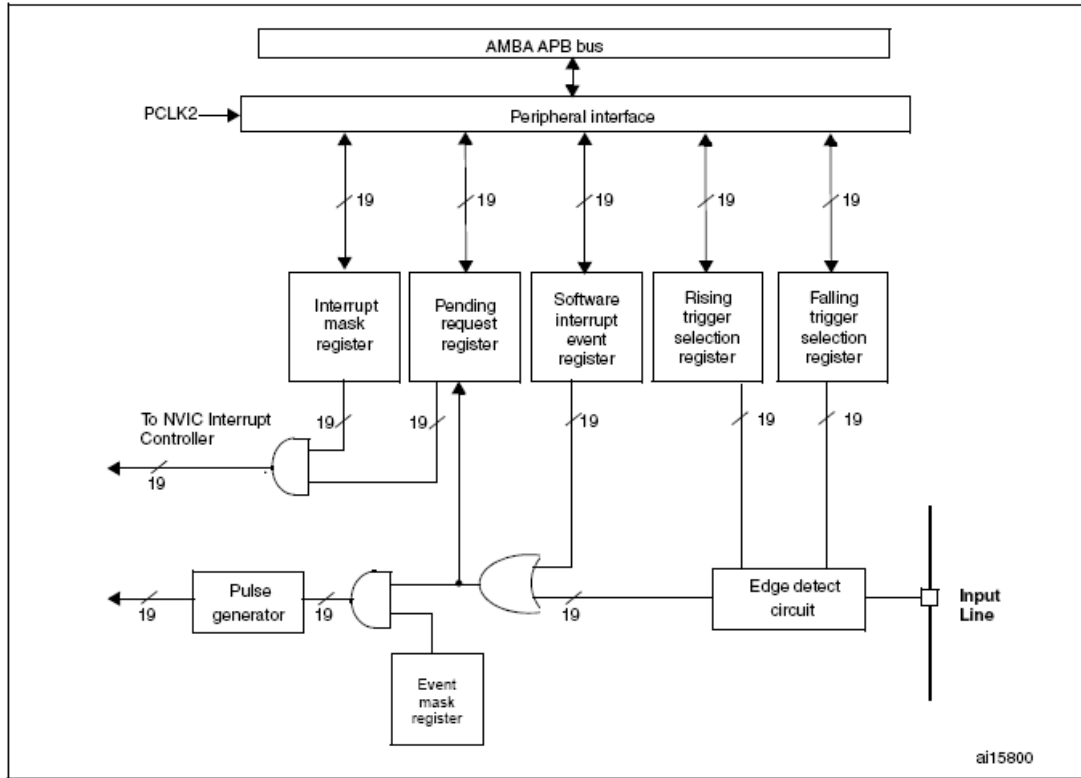 AMBA APB bus
PCLK2
Peripheral interface
19
19
19
19
19
Interrupt
mask
register
Pending
request
register
Software
interrupt
event
register
Rising
trigger
selection
register
Falling
trigger
selection
register
To NVIC Interrupt
Controller
19
19
19
19
19
19
Pulse
generator
19
19
19
Edge detect
circuit
Input
Line
Event
mask
register
ai15800